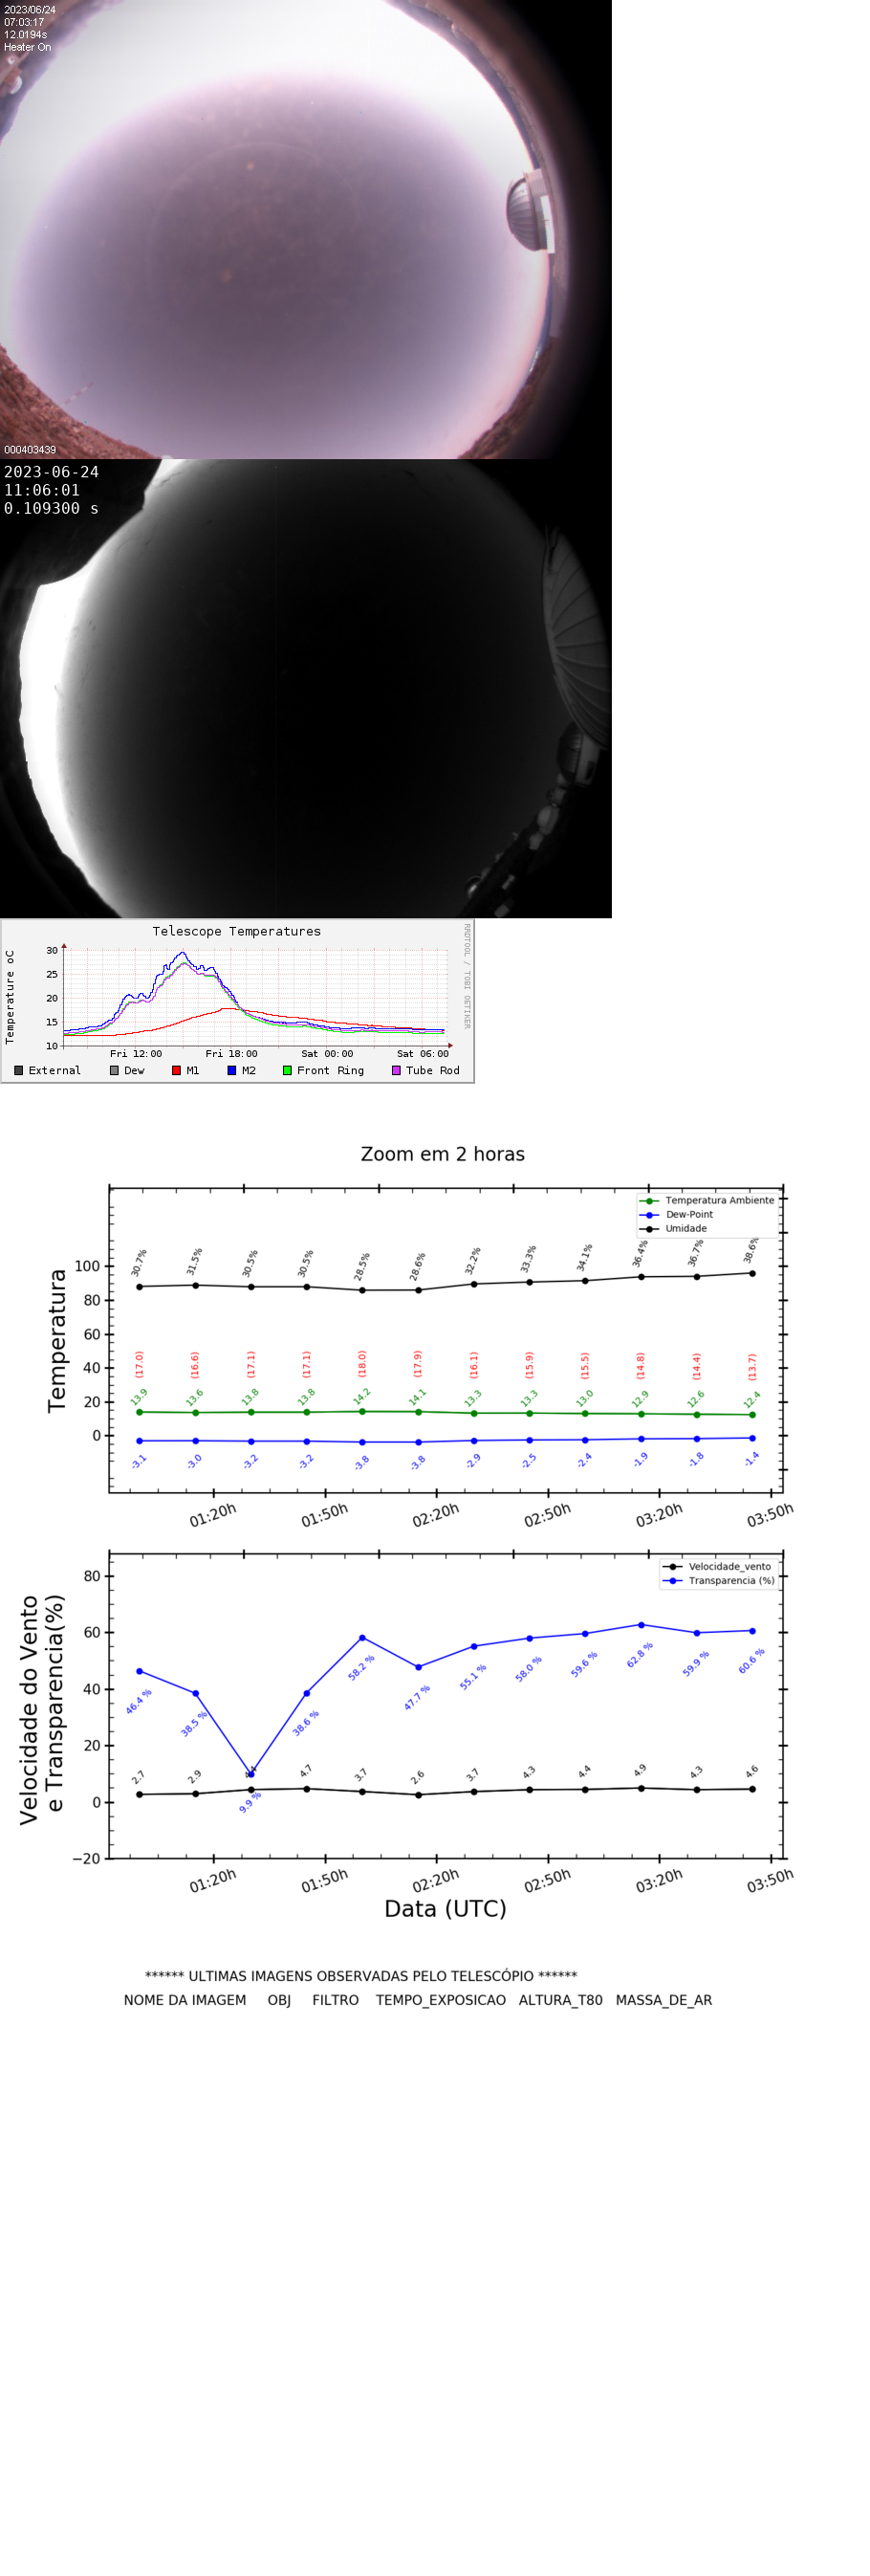 2023/06/24
07:03:17
12.0194s
Heater On
000403439
2023-06-24
11:06:01
0.109300 s
Telescope Temperatures
RRDTOOL / TOBI OETIKER
Temperature oC
30
25
20
15
10
Fri 12:00 Fri 18:00 Sat 00:00 Sat 06:00
External Dew M1 M2 Front Ring Tube Rod
Zoom em 2 horas
Temperatura Ambiente
Dew-Point
Umidade
Temperatura
100
80
60
40
20
0
30.7% 31.5% 30.5% 30.5% 28.5% 28.6% 32.2% 33.3% 34.1% 36.4% 36.7% 38.6%
(17.0) (16.6) (17.1) (17.1) (18.0) (17.9) (16.1) (15.9) (15.5) (14.8) (14.4) (13.7)
13.9 13.6 13.8 13.8 14.2 14.1 13.3 13.3 13.0 12.9 12.6 12.4
-3.1 -3.0 -3.2 -3.2 -3.8 -3.8 -2.9 -2.5 -2.4 -1.9 -1.8 -1.4
01:20h 01:50h 02:20h 02:50h 03:20h 03:50h
Velocidade_vento
Transparencia (%)
Velocidade do Vento
e Transparencia(%)
80
60
40
20
0
−20
46.4 % 38.5 % 9.9 % 38.6 % 58.2 % 47.7 % 55.1 % 58.0 % 59.6 % 62.8 % 59.9 % 60.6 %
2.7 2.9 4.4 4.7 3.7 2.6 3.7 4.3 4.4 4.9 4.3 4.6
01:20h 01:50h 02:20h 02:50h 03:20h 03:50h
Data (UTC)
****** ULTIMAS IMAGENS OBSERVADAS PELO TELESCÓPIO ******
NOME DA IMAGEM OBJ FILTRO TEMPO_EXPOSICAO ALTURA_T80 MASSA_DE_AR